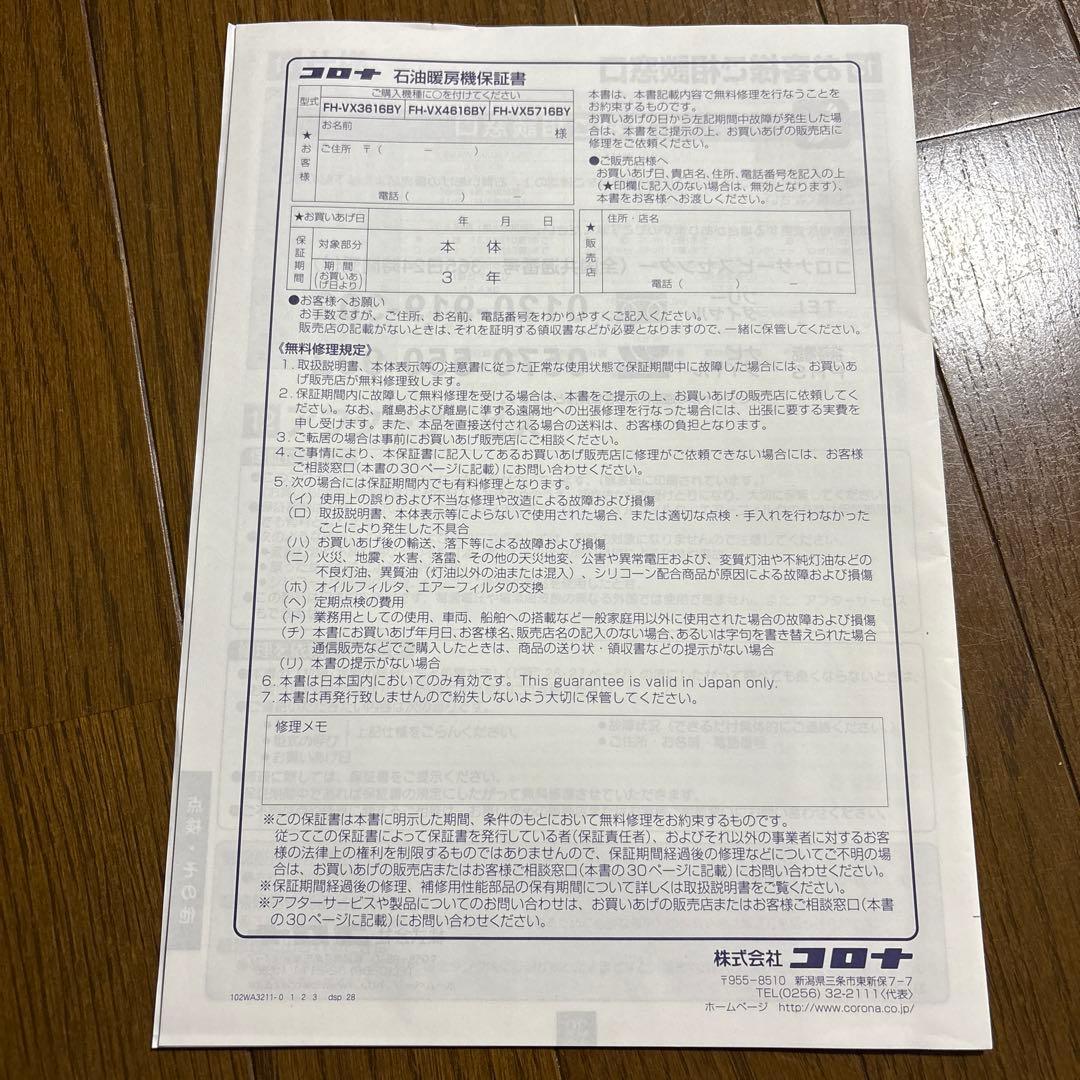 コロナ 石油暖房機保証書
型式
ご購入機種に○を付けてください
FH-VX3616BY FH-VX4616BY FH-VX5716BY
★お客様
お名前 様
ご住所 〒( － )
電話( ) －
本書は、本書記載内容で無料修理を行なうことを
お約束するものです。
お買いあげの日から左記期間中故障が発生した場
合は、本書をご提示の上、お買いあげの販売店に
修理をご依頼ください。
●ご販売店様へ
お買いあげ日、貴店名、住所、電話番号を記入の上
(★印欄に記入のない場合は、無効となります)、
本書をお客様へお渡しください。
★お買いあげ日 年 月 日
保証期間
対象部分 本 体
期 間
(お買いあげ日より)
3 年
★販売店
住所・店名
電話( ) －
●お客様へお願い
お手数ですが、ご住所、お名前、電話番号をわかりやすくご記入ください。
販売店の記載がないときは、それを証明する領収書などが必要となりますので、一緒に保管してください。
《無料修理規定》
1. 取扱説明書、本体表示等の注意書に従った正常な使用状態で保証期間中に故障した場合には、お買いあ
げ販売店が無料修理致します。
2. 保証期間内に故障して無料修理を受ける場合は、本書をご提示の上、お買いあげの販売店に依頼してく
ださい。なお、離島および離島に準ずる遠隔地への出張修理を行なった場合には、出張に要する実費を
申し受けます。また、本品を直接送付される場合の送料は、お客様の負担となります。
3. ご転居の場合は事前にお買いあげ販売店にご相談ください。
4. ご事情により、本保証書に記入してあるお買いあげ販売店に修理がご依頼できない場合には、お客様
ご相談窓口(本書の30ページに記載)にお問い合わせください。
5. 次の場合には保証期間内でも有料修理となります。
(イ) 使用上の誤りおよび不当な修理や改造による故障および損傷
(ロ) 取扱説明書、本体表示等によらないで使用された場合、または適切な点検・手入れを行わなかった
ことにより発生した不具合
(ハ) お買いあげ後の輸送、落下等による故障および損傷
(ニ) 火災、地震、水害、落雷、その他の天災地変、公害や異常電圧および、変質灯油や不純灯油などの
不良灯油、異質油(灯油以外の油または混入)、シリコーン配合商品が原因による故障および損傷
(ホ) オイルフィルタ、エアーフィルタの交換
(ヘ) 定期点検の費用
(ト) 業務用としての使用、車両、船舶への搭載など一般家庭用以外に使用された場合の故障および損傷
(チ) 本書にお買いあげ年月日、お客様名、販売店名の記入のない場合、あるいは字句を書き替えられた場合
通信販売などでご購入したときは、商品の送り状・領収書などの提示がない場合
(リ) 本書の提示がない場合
6. 本書は日本国内においてのみ有効です。This guarantee is valid in Japan only.
7. 本書は再発行致しませんので紛失しないよう大切に保管してください。
修理メモ
※この保証書は本書に明示した期間、条件のもとにおいて無料修理をお約束するものです。
従ってこの保証書によって保証書を発行している者(保証責任者)、およびそれ以外の事業者に対するお客
様の法律上の権利を制限するものではありませんので、保証期間経過後の修理などについてご不明の場
合は、お買いあげの販売店またはお客様ご相談窓口(本書の30ページに記載)にお問い合わせください。
※保証期間経過後の修理、補修用性能部品の保有期間について詳しくは取扱説明書をご覧ください。
※アフターサービスや製品についてのお問い合わせは、お買いあげの販売店またはお客様ご相談窓口(本書
の30ページに記載)にお問い合わせください。
点検・その他
株式会社 コロナ
〒955-8510 新潟県三条市東新保7-7
TEL(0256) 32-2111〈代表〉
ホームページ http://www.corona.co.jp/
102WA3211-0 1 2 3 dsp 28